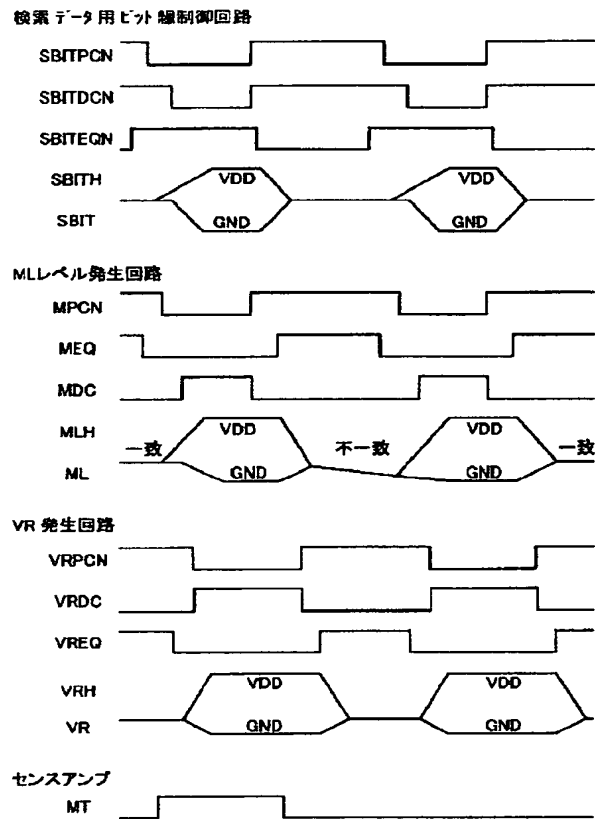 検索データ用ビット線制御回路
SBITPCN
SBITDCN
SBITEQN
SBITH
VDD
VDD
SBIT
GND
GND
MLレベル発生回路
MPCN
MEQ
MDC
MLH
VDD
VDD
一致
不一致
一致
ML
GND
GND
VR発生回路
VRPCN
VRDC
VREQ
VRH
VDD
VDD
VR
GND
GND
センスアンプ
MT